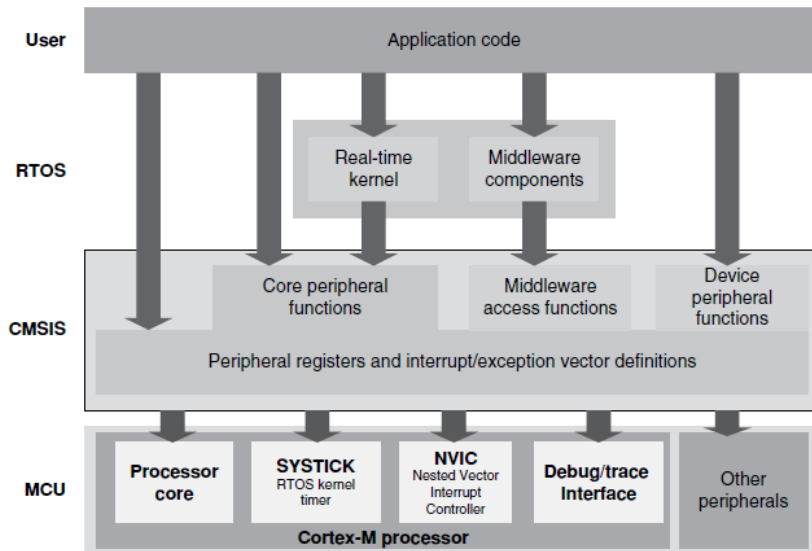 User
Application code
RTOS
Real-time
kernel
Middleware
components
CMSIS
Core peripheral
functions
Middleware
access functions
Device
peripheral
functions
Peripheral registers and interrupt/exception vector definitions
MCU
Processor
core
SYSTICK
RTOS kernel
timer
NVIC
Nested Vector
Interrupt
Controller
Debug/trace
Interface
Other
peripherals
Cortex-M processor